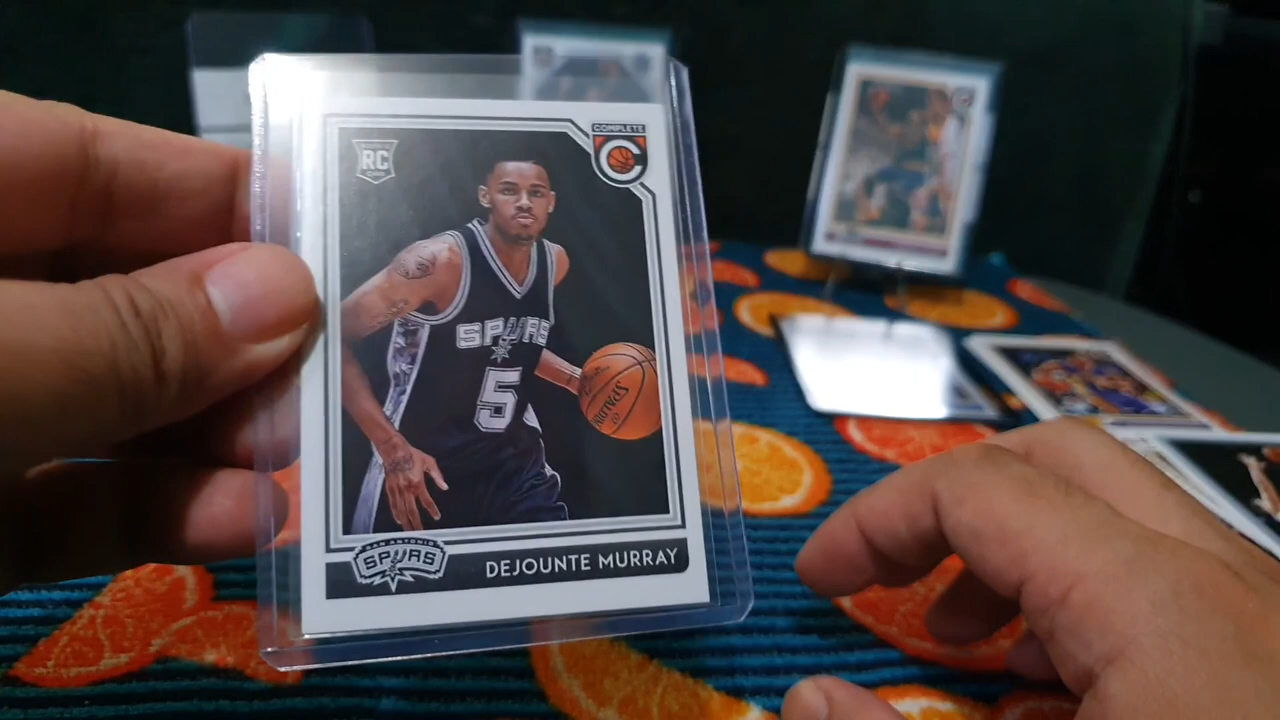 RC
COMPLETE
C
SPURS
5
SPALDING
SAN ANTONIO
SPURS
DEJOUNTE MURRAY